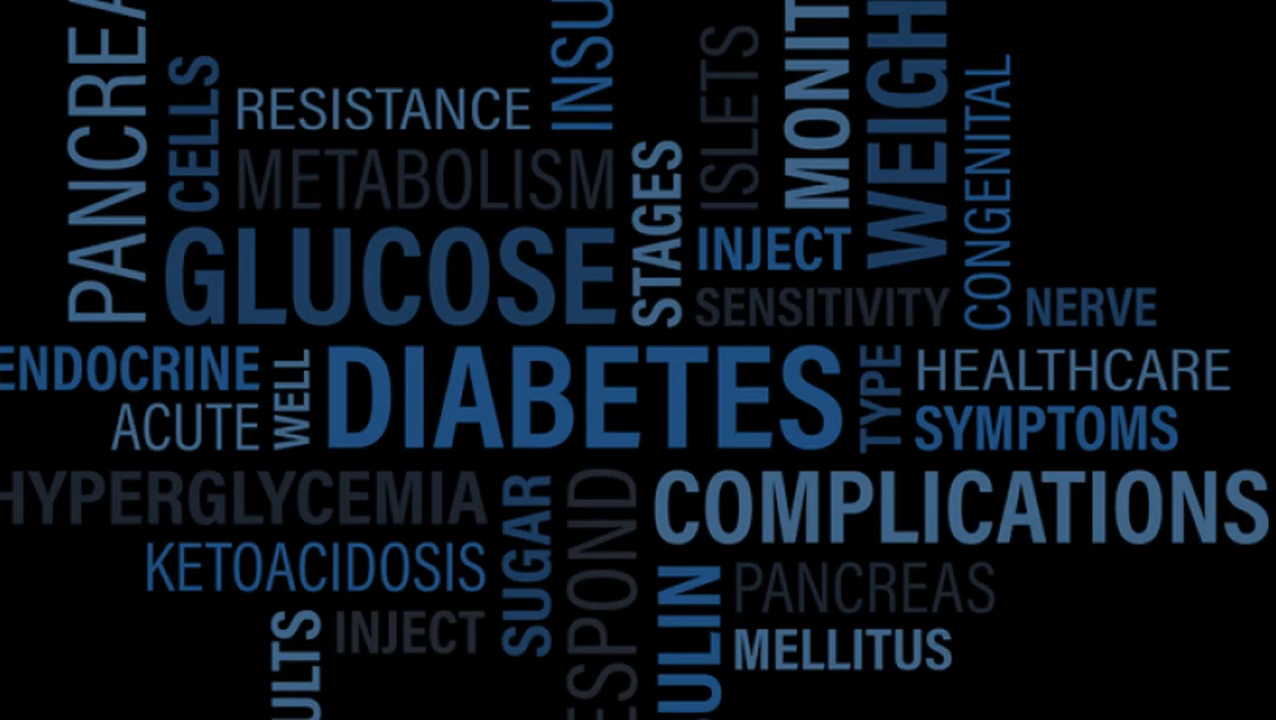 PANCREA
CELLS
RESISTANCE
INSU
METABOLISM
GLUCOSE
STAGES
ISLETS
MONIT
WEIGH
CONGENITAL
INJECT
SENSITIVITY
NERVE
ENDOCRINE
ACUTE
WELL
DIABETES
TYPE
HEALTHCARE
SYMPTOMS
HYPERGLYCEMIA
KETOACIDOSIS
SUGAR
ESPOND
COMPLICATIONS
ULTS
INJECT
ULIN
PANCREAS
MELLITUS